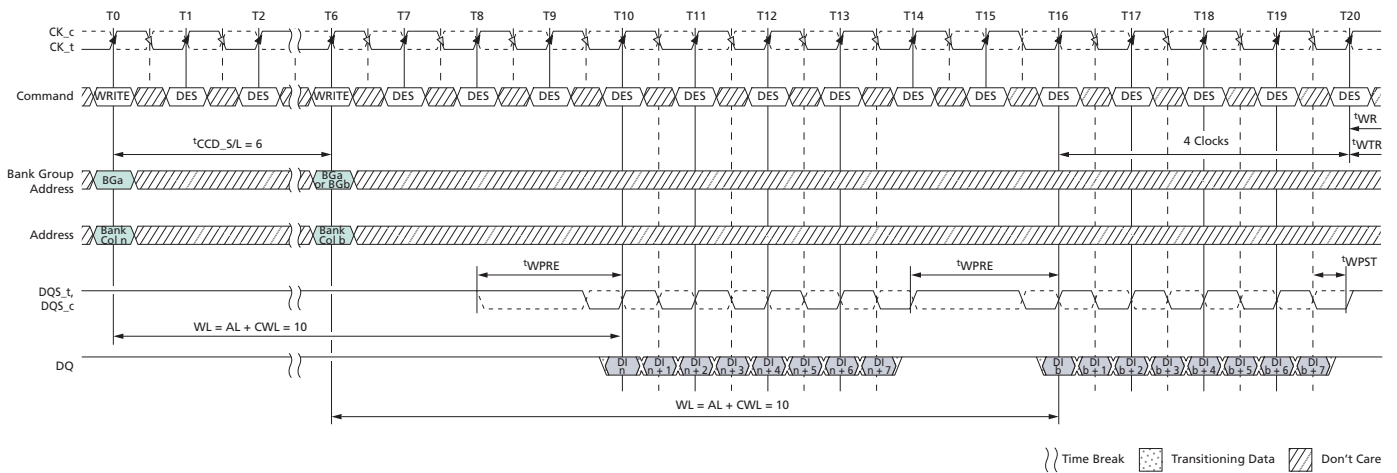 T0 T1 T2 T6 T7 T8 T9 T10 T11 T12 T13 T14 T15 T16 T17 T18 T19 T20
CK_c
CK_t
Command WRITE DES DES WRITE DES DES DES DES DES DES DES DES DES DES DES DES DES DES
tWR
tCCD_S/L = 6
4 Clocks
tWTR
Bank Group
Address
BGa
BGa
or BGb
Address
Bank
Col n
Bank
Col b
tWPRE
tWPRE
tWPST
DQS_t,
DQS_c
WL = AL + CWL = 10
DQ
DI
n
DI
n + 1
DI
n + 2
DI
n + 3
DI
n + 4
DI
n + 5
DI
n + 6
DI
n + 7
DI
b
DI
b + 1
DI
b + 2
DI
b + 3
DI
b + 4
DI
b + 5
DI
b + 6
DI
b + 7
WL = AL + CWL = 10
Time Break
Transitioning Data
Don't Care